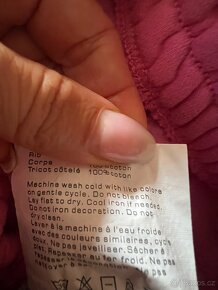 Rib
Corps 100% cotton
Tricot côtelé 100% coton
Machine wash cold with like colors
on gentle cycle. Do not bleach.
Lay flat to dry. Cool iron if needed.
Do not iron decoration. Do not
dry clean.
Laver à la machine à l'eau froide
avec des couleurs similaires, cycle
doux. Ne pas javelliser. Sécher à
plat. Repasser au fer froid. Ne pas